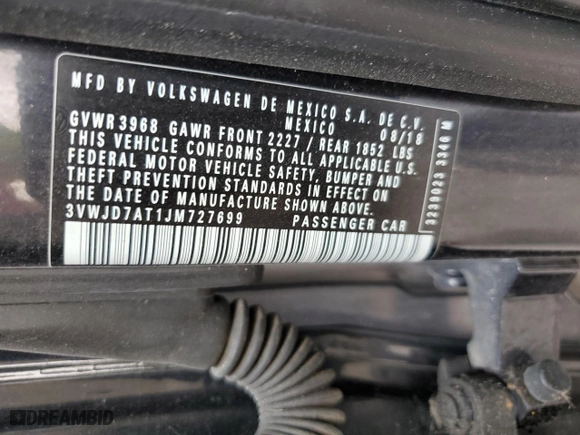 MFD BY VOLKSWAGEN DE MEXICO S.A. DE C.V.
MEXICO 08/18
GVWR 3968 GAWR FRONT 2227 / REAR 1852 LBS
THIS VEHICLE CONFORMS TO ALL APPLICABLE U.S.
FEDERAL MOTOR VEHICLE SAFETY, BUMPER AND
THEFT PREVENTION STANDARDS IN EFFECT ON
THE DATE OF MANUFACTURE SHOWN ABOVE.
3VWJD7AT1JM727699 PASSENGER CAR
3239023 3340 M
DREAMBID